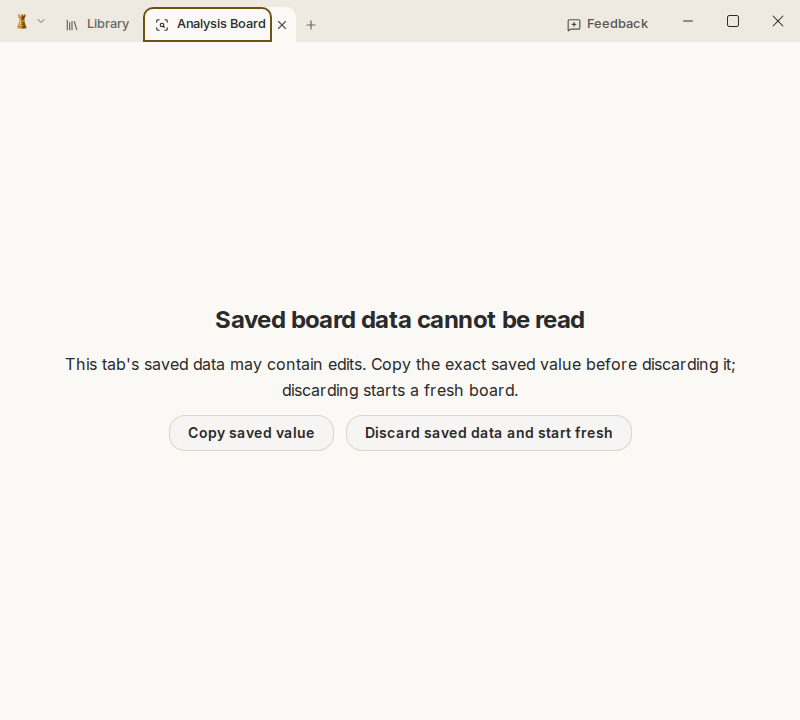 Library
Analysis Board
Feedback
Saved board data cannot be read
This tab's saved data may contain edits. Copy the exact saved value before discarding it;
discarding starts a fresh board.
Copy saved value
Discard saved data and start fresh